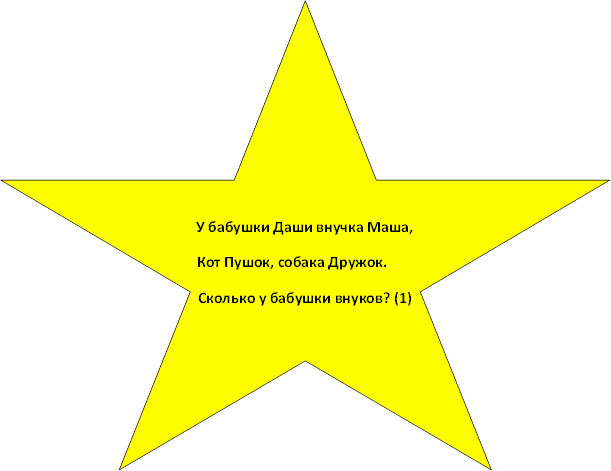 У бабушки Даши внучка Маша,
Кот Пушок, собака Дружок.
Сколько у бабушки внуков? (1)